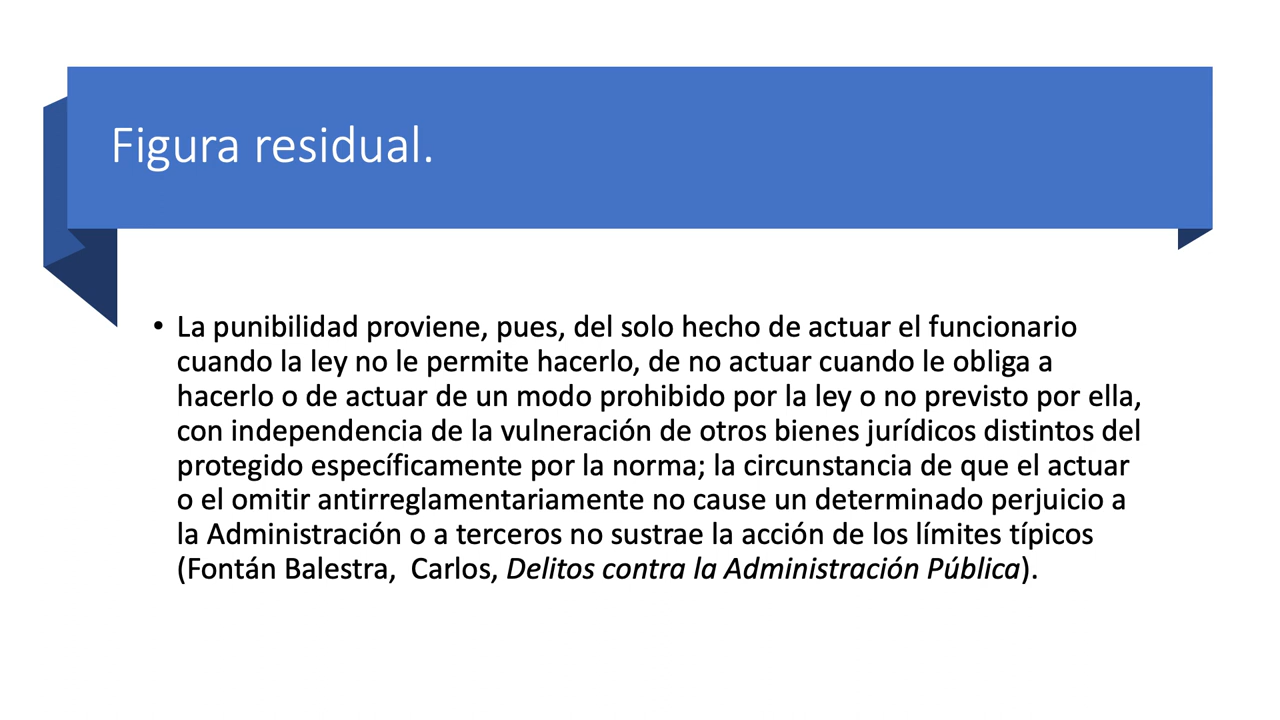 Figura residual.
• La punibilidad proviene, pues, del solo hecho de actuar el funcionario
cuando la ley no le permite hacerlo, de no actuar cuando le obliga a
hacerlo o de actuar de un modo prohibido por la ley o no previsto por ella,
con independencia de la vulneración de otros bienes jurídicos distintos del
protegido específicamente por la norma; la circunstancia de que el actuar
o el omitir antirreglamentariamente no cause un determinado perjuicio a
la Administración o a terceros no sustrae la acción de los límites típicos
(Fontán Balestra,  Carlos, Delitos contra la Administración Pública).